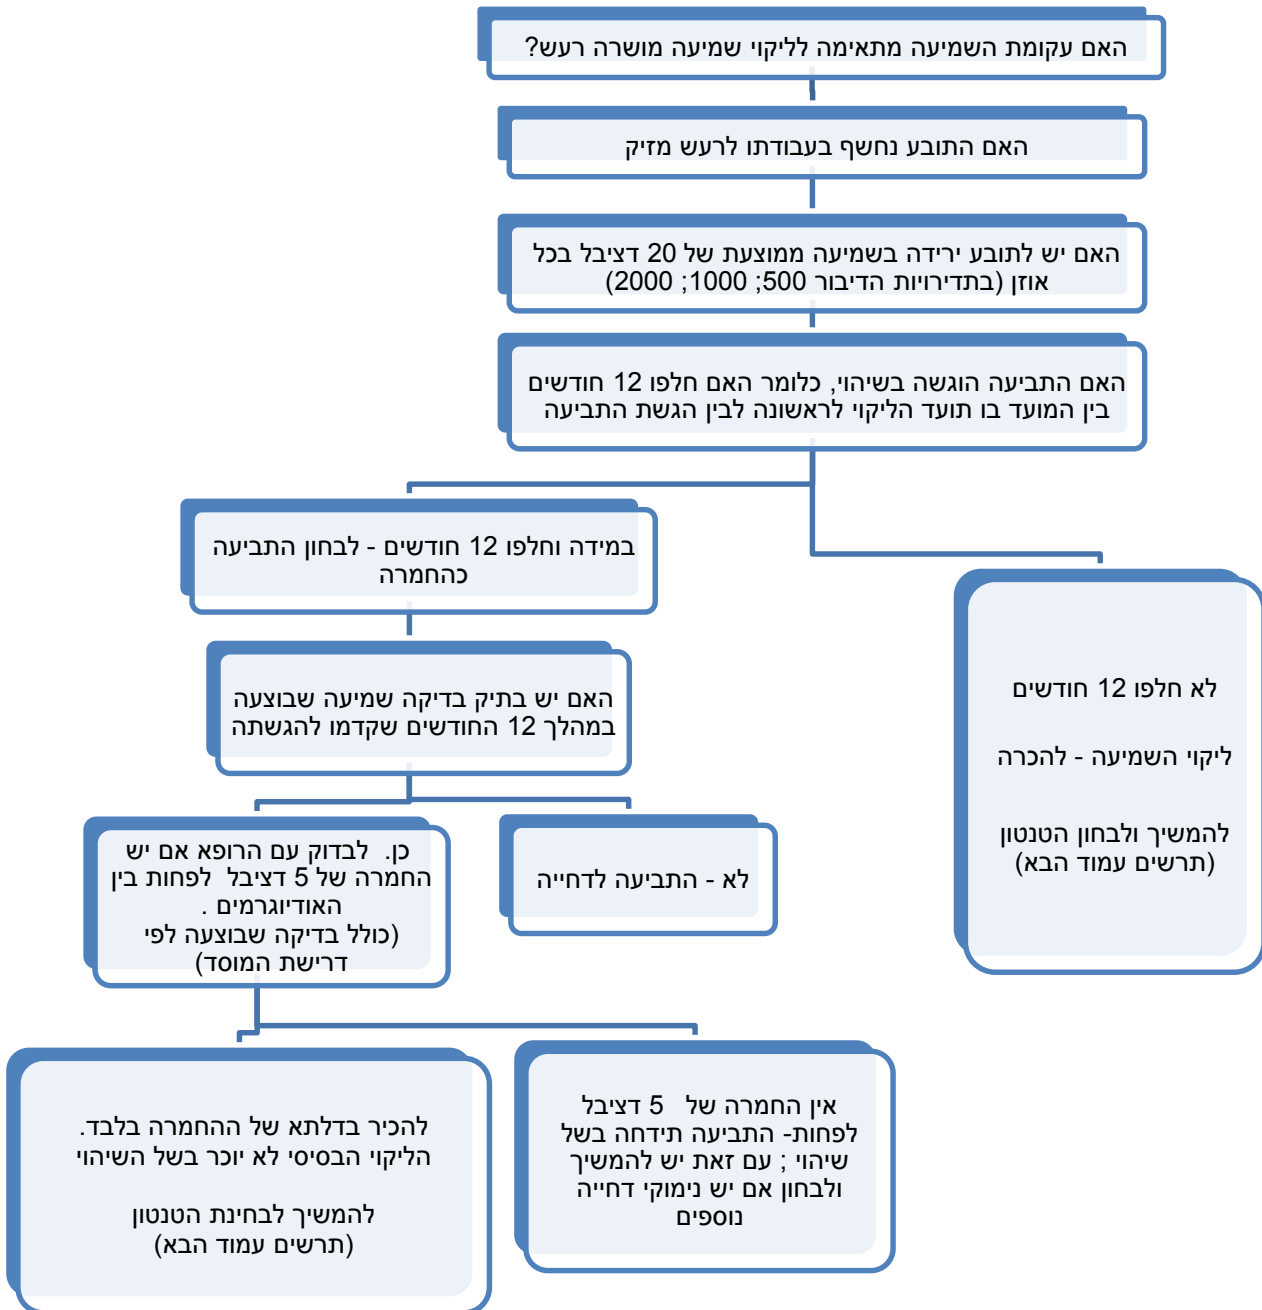 האם עקומת השמיעה מתאימה לליקוי שמיעה מושרה רעש?
האם התובע נחשף בעבודתו לרעש מזיק
האם יש לתובע ירידה בשמיעה ממוצעת של 20 דציבל בכל
אוזן (בתדירויות הדיבור 500; 1000; 2000)
האם התביעה הוגשה בשיהוי, כלומר האם חלפו 12 חודשים
בין המועד בו תועד הליקוי לראשונה לבין הגשת התביעה
לא חלפו 12 חודשים
ליקוי השמיעה - להכרה
להמשיך ולבחון הטנטון
(תרשים עמוד הבא)
במידה וחלפו 12 חודשים - לבחון התביעה
כהחמרה
האם יש בתיק בדיקה שמיעה שבוצעה
במהלך 12 החודשים שקדמו להגשתה
לא - התביעה לדחייה
כן. לבדוק עם הרופא אם יש
החמרה של 5 דציבל לפחות בין
האודיוגרמים .
(כולל בדיקה שבוצעה לפי
דרישת המוסד)
אין החמרה של 5 דציבל
לפחות- התביעה תידחה בשל
שיהוי ; עם זאת יש להמשיך
ולבחון אם יש נימוקי דחייה
נוספים
להכיר בדלתא של ההחמרה בלבד.
הליקוי הבסיסי לא יוכר בשל השיהוי
להמשיך לבחינת הטנטון
(תרשים עמוד הבא)